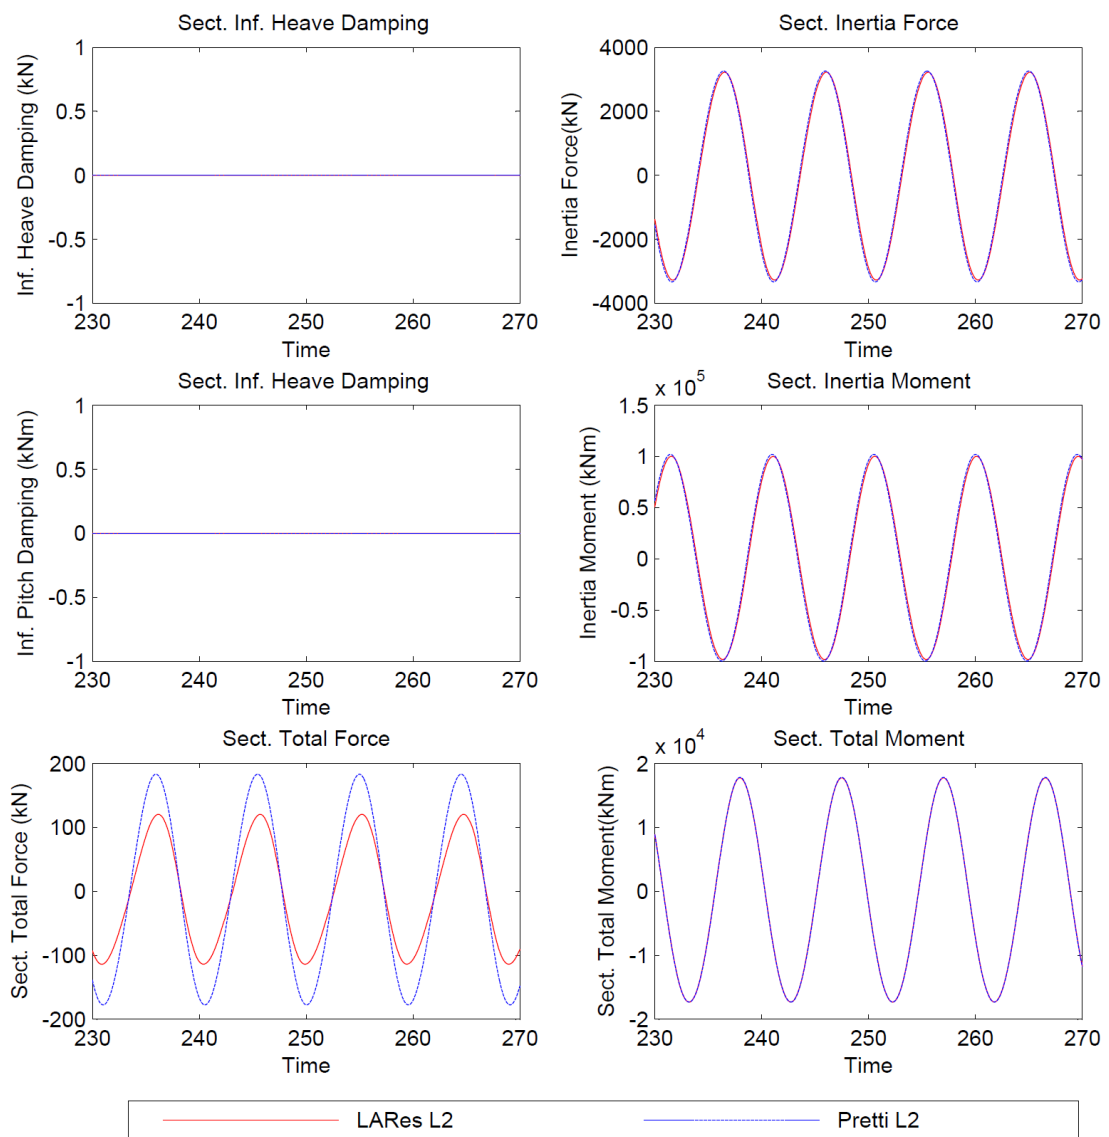 Sect. Inf. Heave Damping
Inf. Heave Damping (kN)
1
0.5
0
-0.5
-1
230 240 250 260 270
Time
Sect. Inertia Force
Inertia Force(kN)
4000
2000
0
-2000
-4000
230 240 250 260 270
Time
Sect. Inf. Heave Damping
Inf. Pitch Damping (kNm)
1
0.5
0
-0.5
-1
230 240 250 260 270
Time
x 10^5
Sect. Inertia Moment
Inertia Moment (kNm)
1.5
1
0.5
0
-0.5
-1
230 240 250 260 270
Time
Sect. Total Force
Sect. Total Force (kN)
200
100
0
-100
-200
230 240 250 260 270
Time
x 10^4
Sect. Total Moment
Sect. Total Moment(kNm)
2
1
0
-1
-2
230 240 250 260 270
Time
LARes L2
Pretti L2